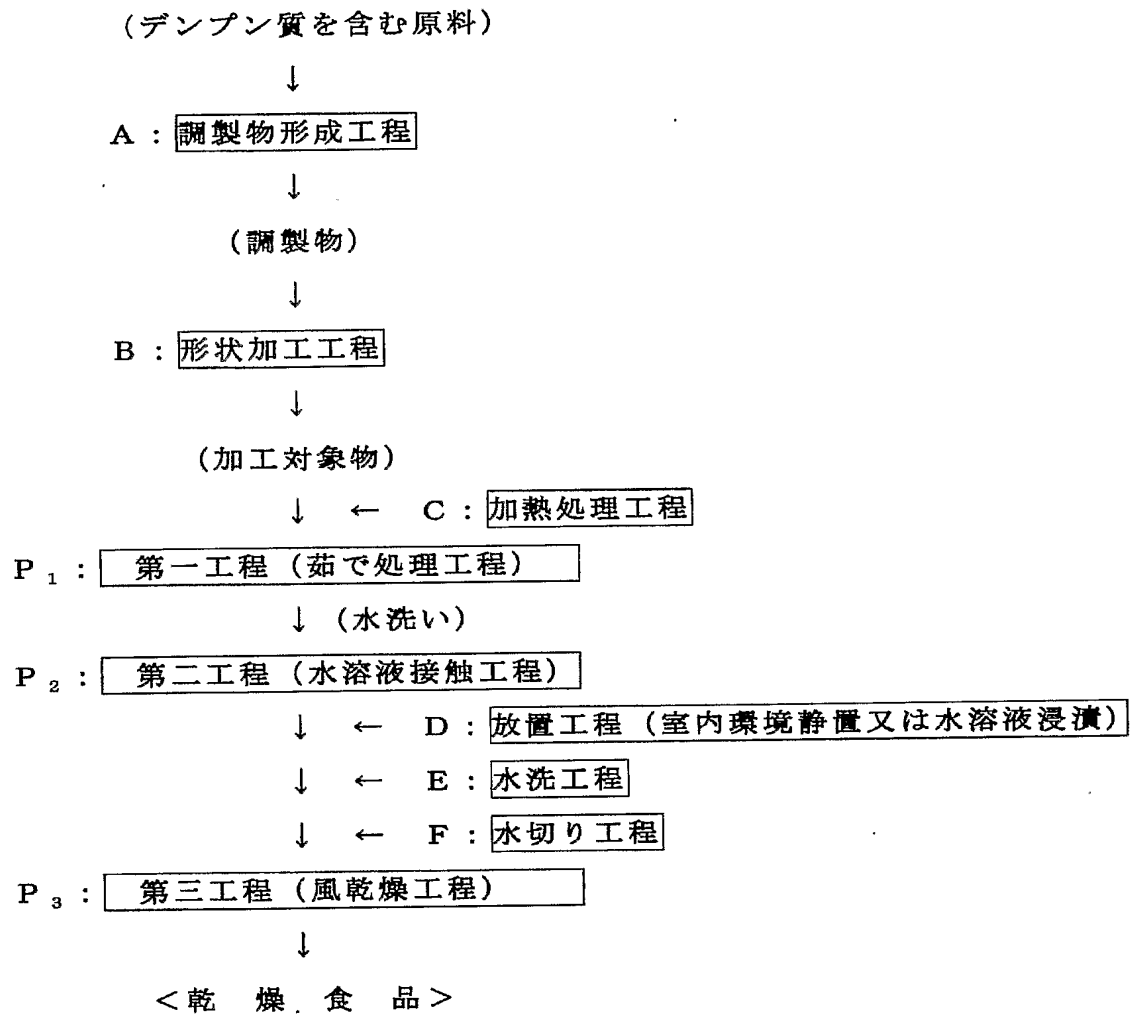 (デンプン質を含む原料)
↓
A:調製物形成工程
↓
(調製物)
↓
B:形状加工工程
↓
(加工対象物)
↓ ← C:加熱処理工程
P₁: 第一工程(茹で処理工程)
↓(水洗い)
P₂: 第二工程(水溶液接触工程)
↓ ← D:放置工程(室内環境静置又は水溶液浸漬)
↓ ← E:水洗工程
↓ ← F:水切り工程
P₃: 第三工程(風乾燥工程)
↓
<乾 燥 食 品>